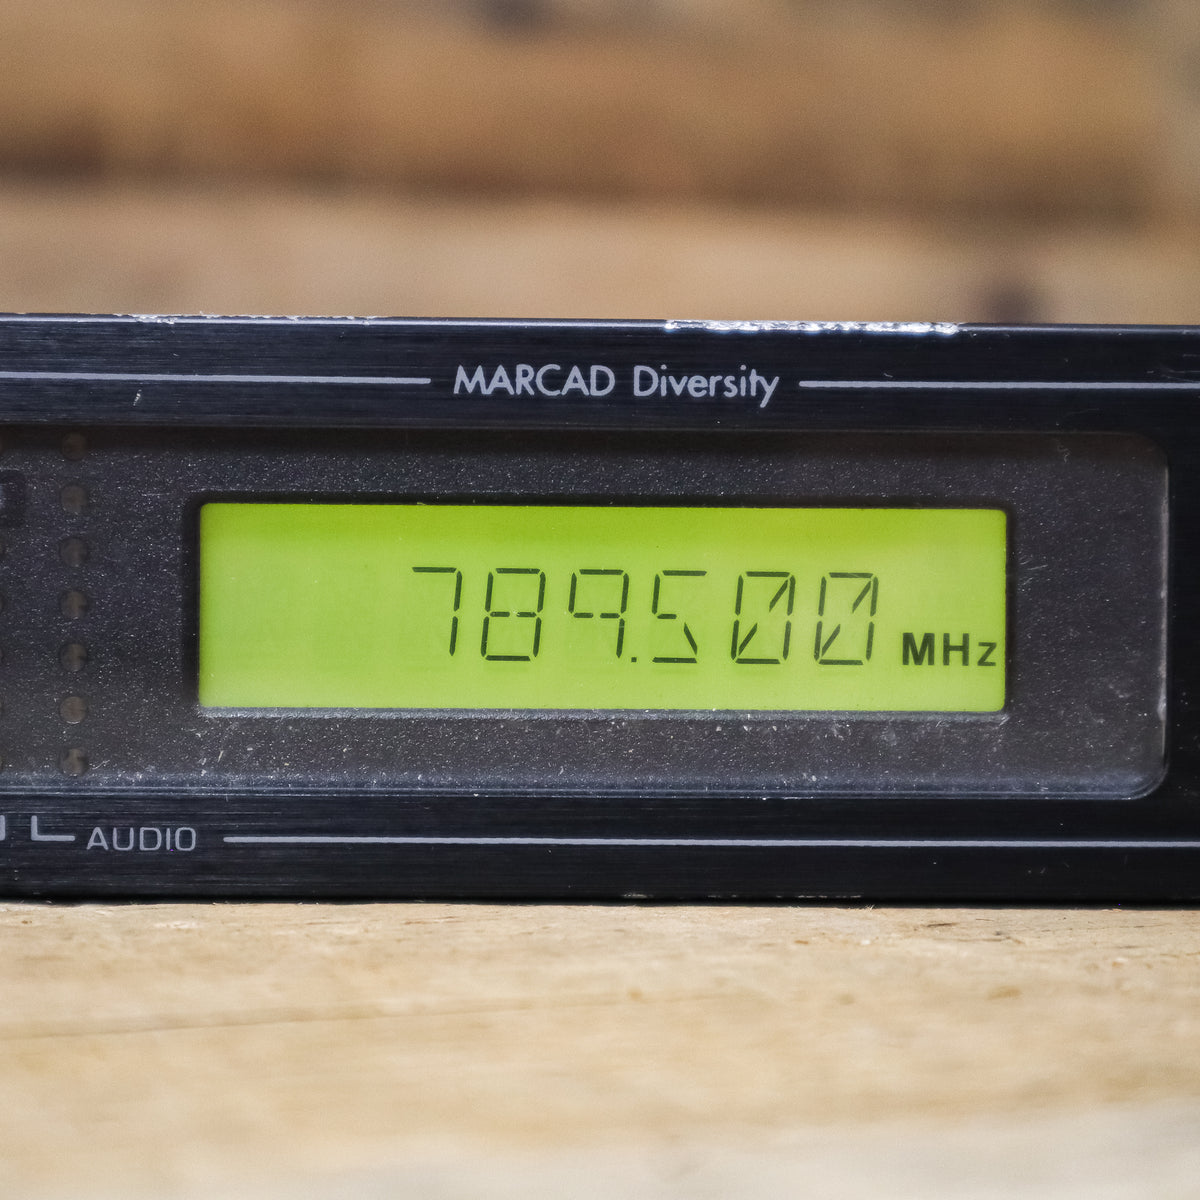 MARCAD Diversity
789.500 MHz
AUDIO